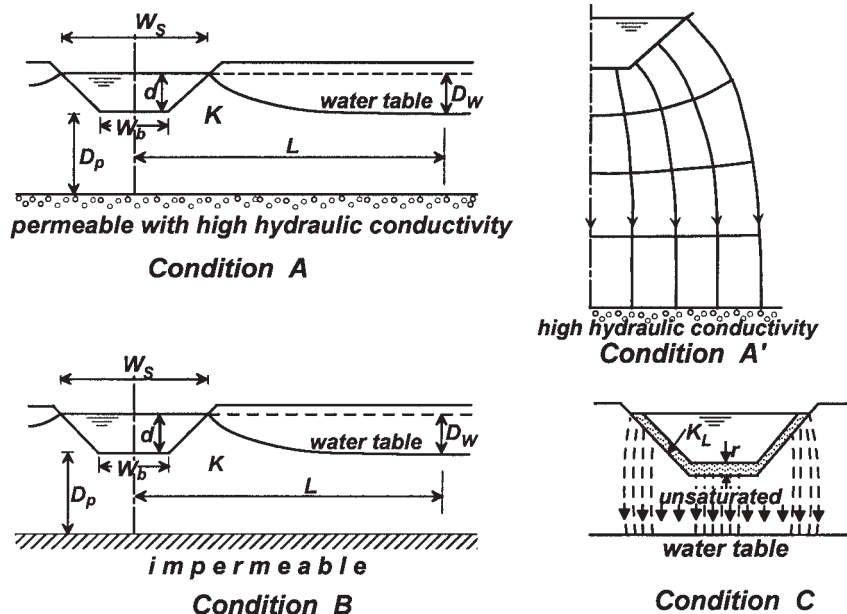 W_S
d
K
water table
D_W
W_b
D_p
L
permeable with high hydraulic conductivity
Condition A
high hydraulic conductivity
Condition A'
W_S
d
K
water table
D_W
W_b
D_p
L
impermeable
Condition B
K_L
r
unsaturated
water table
Condition C